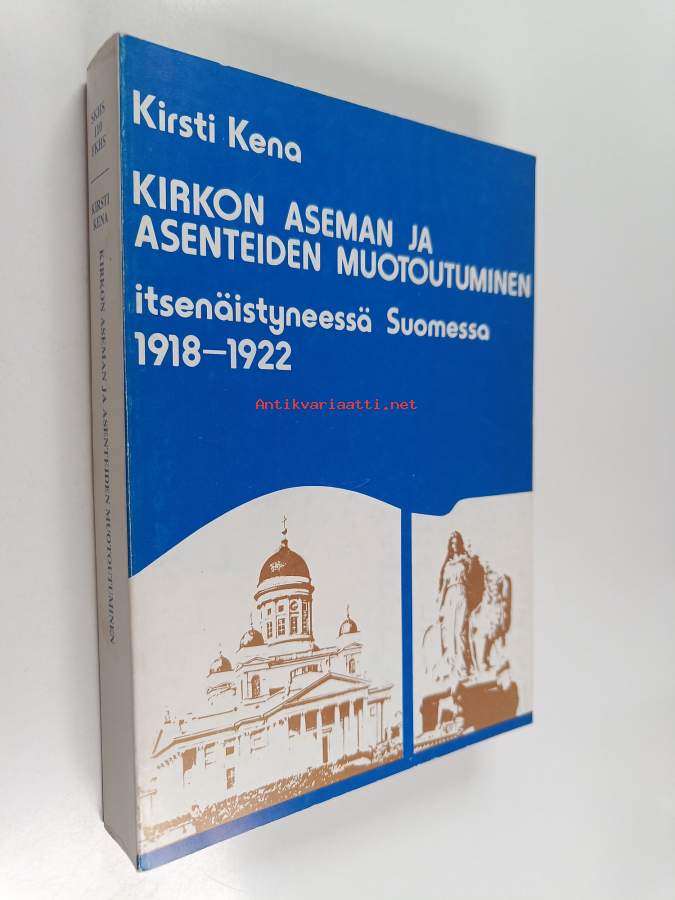 Kirsti Kena
KIRKON ASEMAN JA
ASENTEIDEN MUOTOUTUMINEN
itsenäistyneessä Suomessa
1918–1922
Antikvariaatti.net
SKHS
110
FKHS
KIRSTI
KENA
KIRKON ASEMAN JA ASENTEIDEN MUOTOUTUMINEN